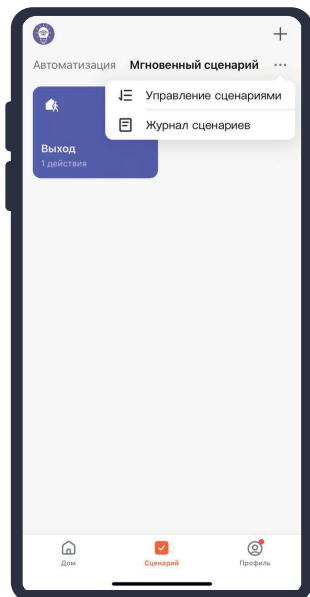 Автоматизация Мгновенный сценарий ...
Управление сценариями
Журнал сценариев
Выход
1 действия
Дом Сценарий Профиль